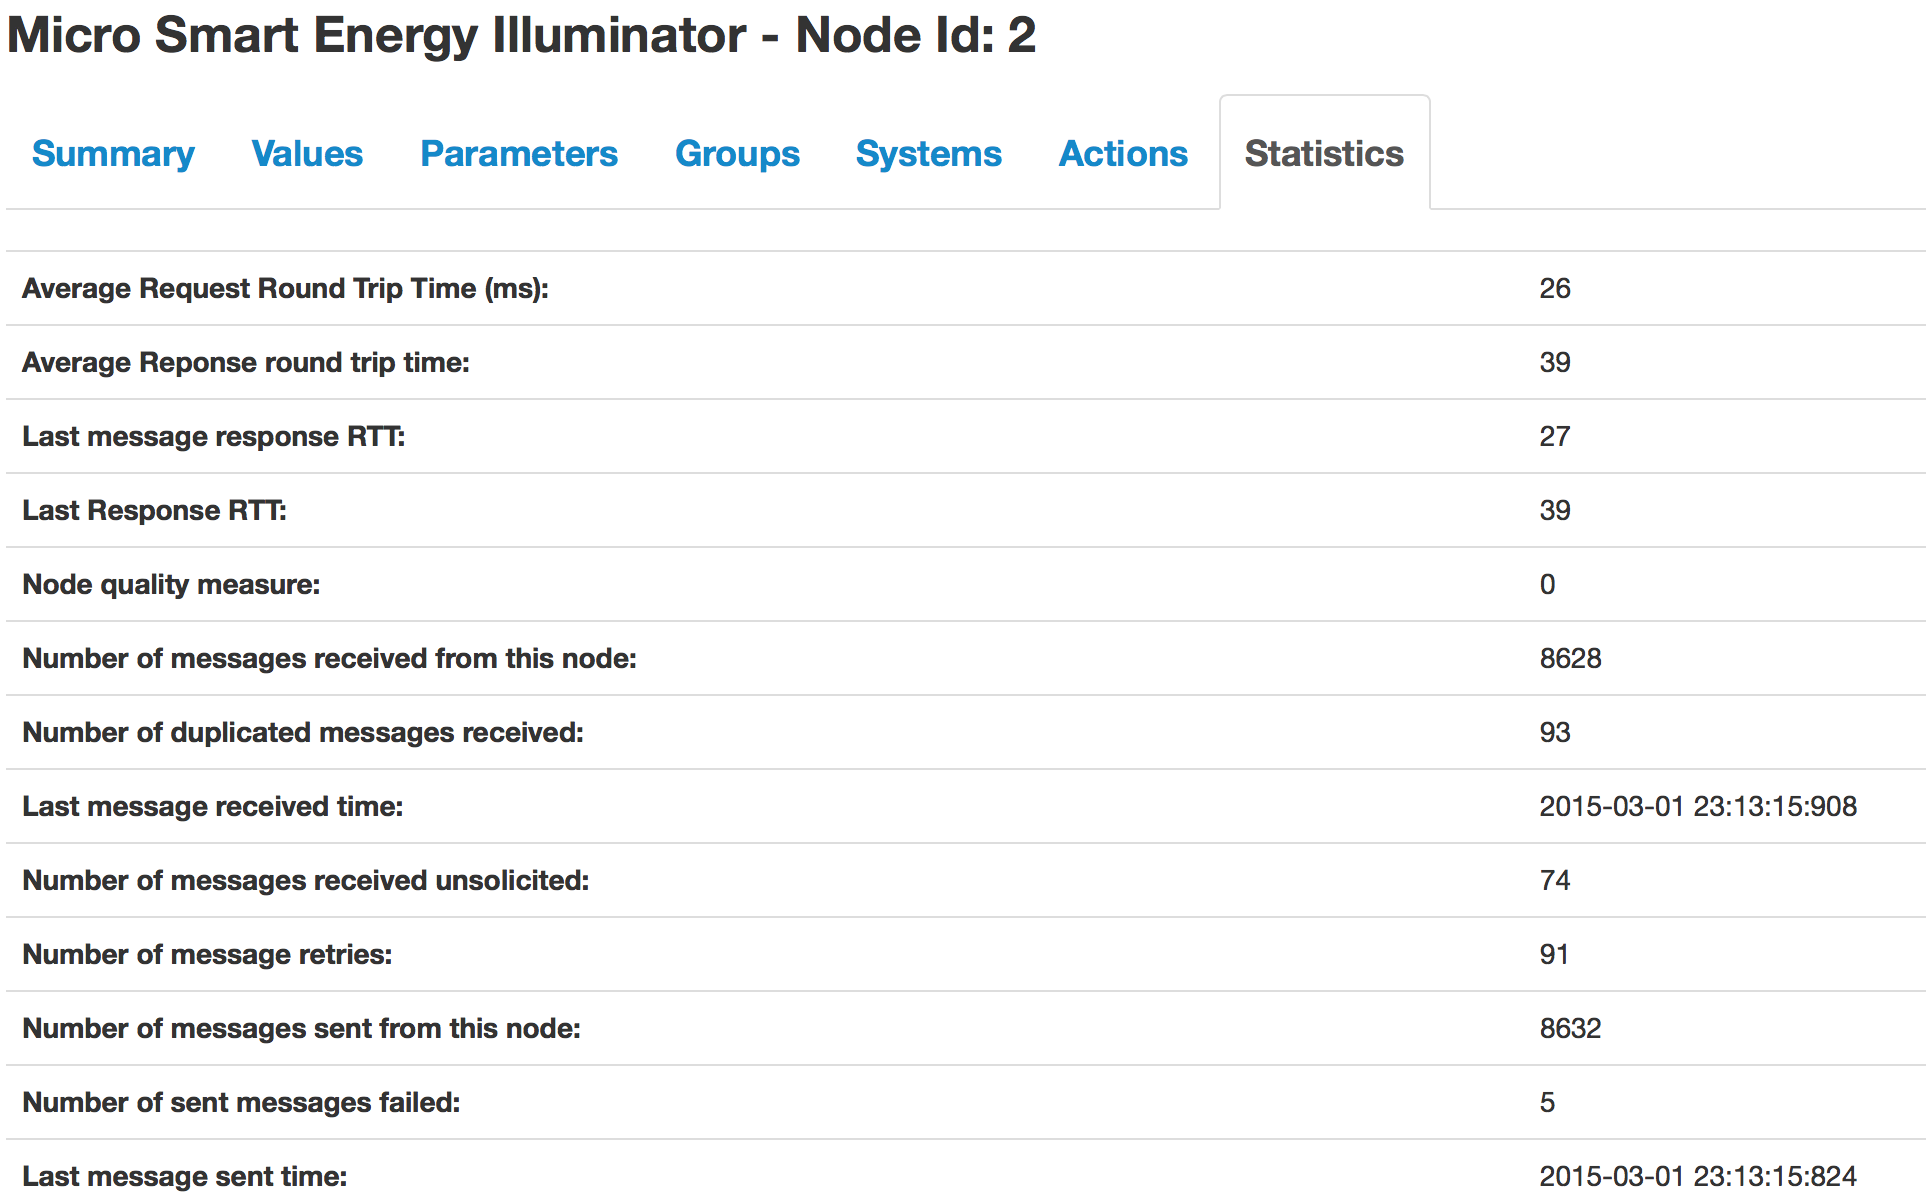 Micro Smart Energy Illuminator - Node Id: 2
Summary Values Parameters Groups Systems Actions Statistics
Average Request Round Trip Time (ms): 26
Average Reponse round trip time: 39
Last message response RTT: 27
Last Response RTT: 39
Node quality measure: 0
Number of messages received from this node: 8628
Number of duplicated messages received: 93
Last message received time: 2015-03-01 23:13:15:908
Number of messages received unsolicited: 74
Number of message retries: 91
Number of messages sent from this node: 8632
Number of sent messages failed: 5
Last message sent time: 2015-03-01 23:13:15:824